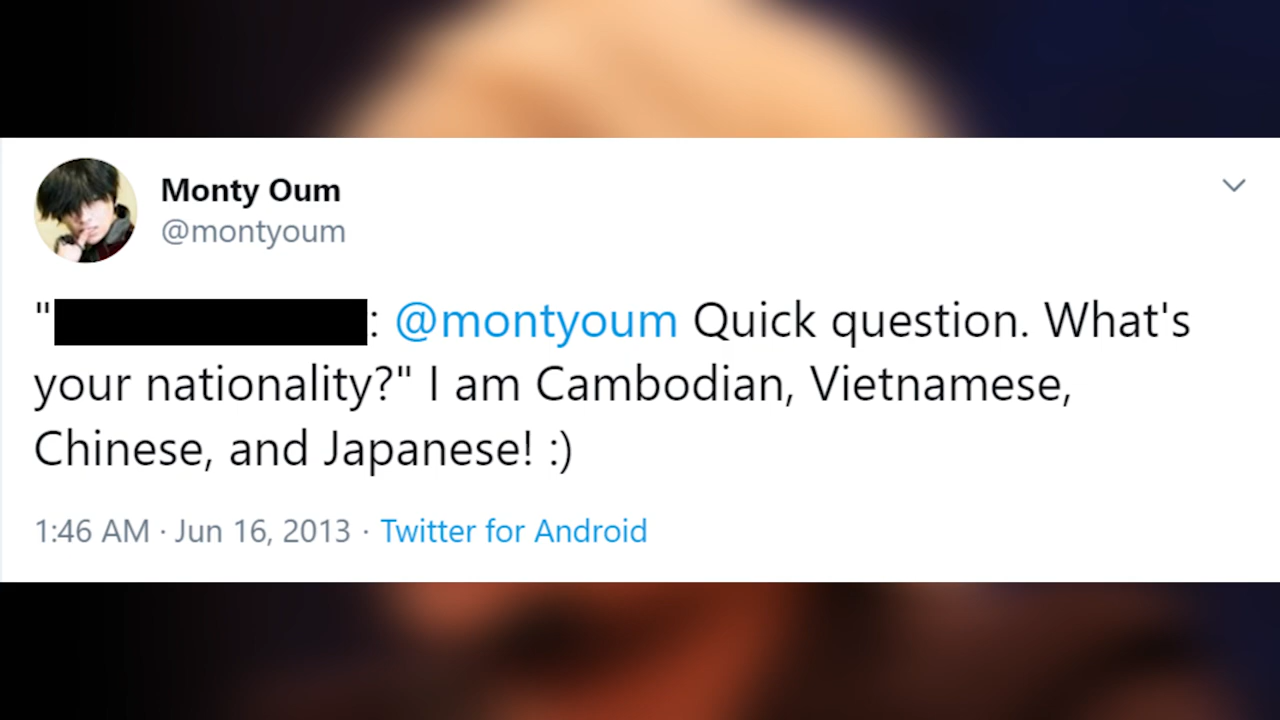 Monty Oum
@montyoum
": @montyoum Quick question. What's
your nationality?" I am Cambodian, Vietnamese,
Chinese, and Japanese! :)
1:46 AM · Jun 16, 2013 · Twitter for Android